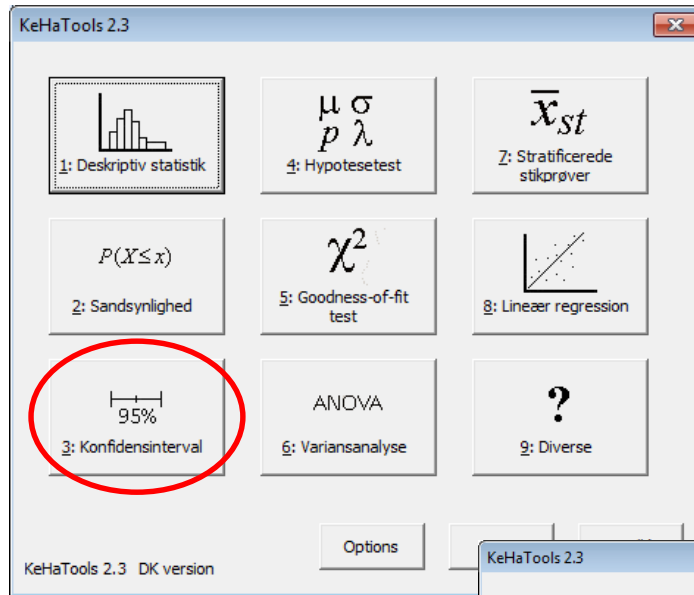 KeHaTools 2.3
1: Deskriptiv statistik
μ σ
p λ
4: Hypotesetest
x̅st
7: Stratificerede
stikprøver
P(X≤x)
2: Sandsynlighed
χ²
5: Goodness-of-fit
test
8: Lineær regression
95%
3: Konfidensinterval
ANOVA
6: Variansanalyse
?
9: Diverse
Options
KeHaTools 2.3 DK version
KeHaTools 2.3